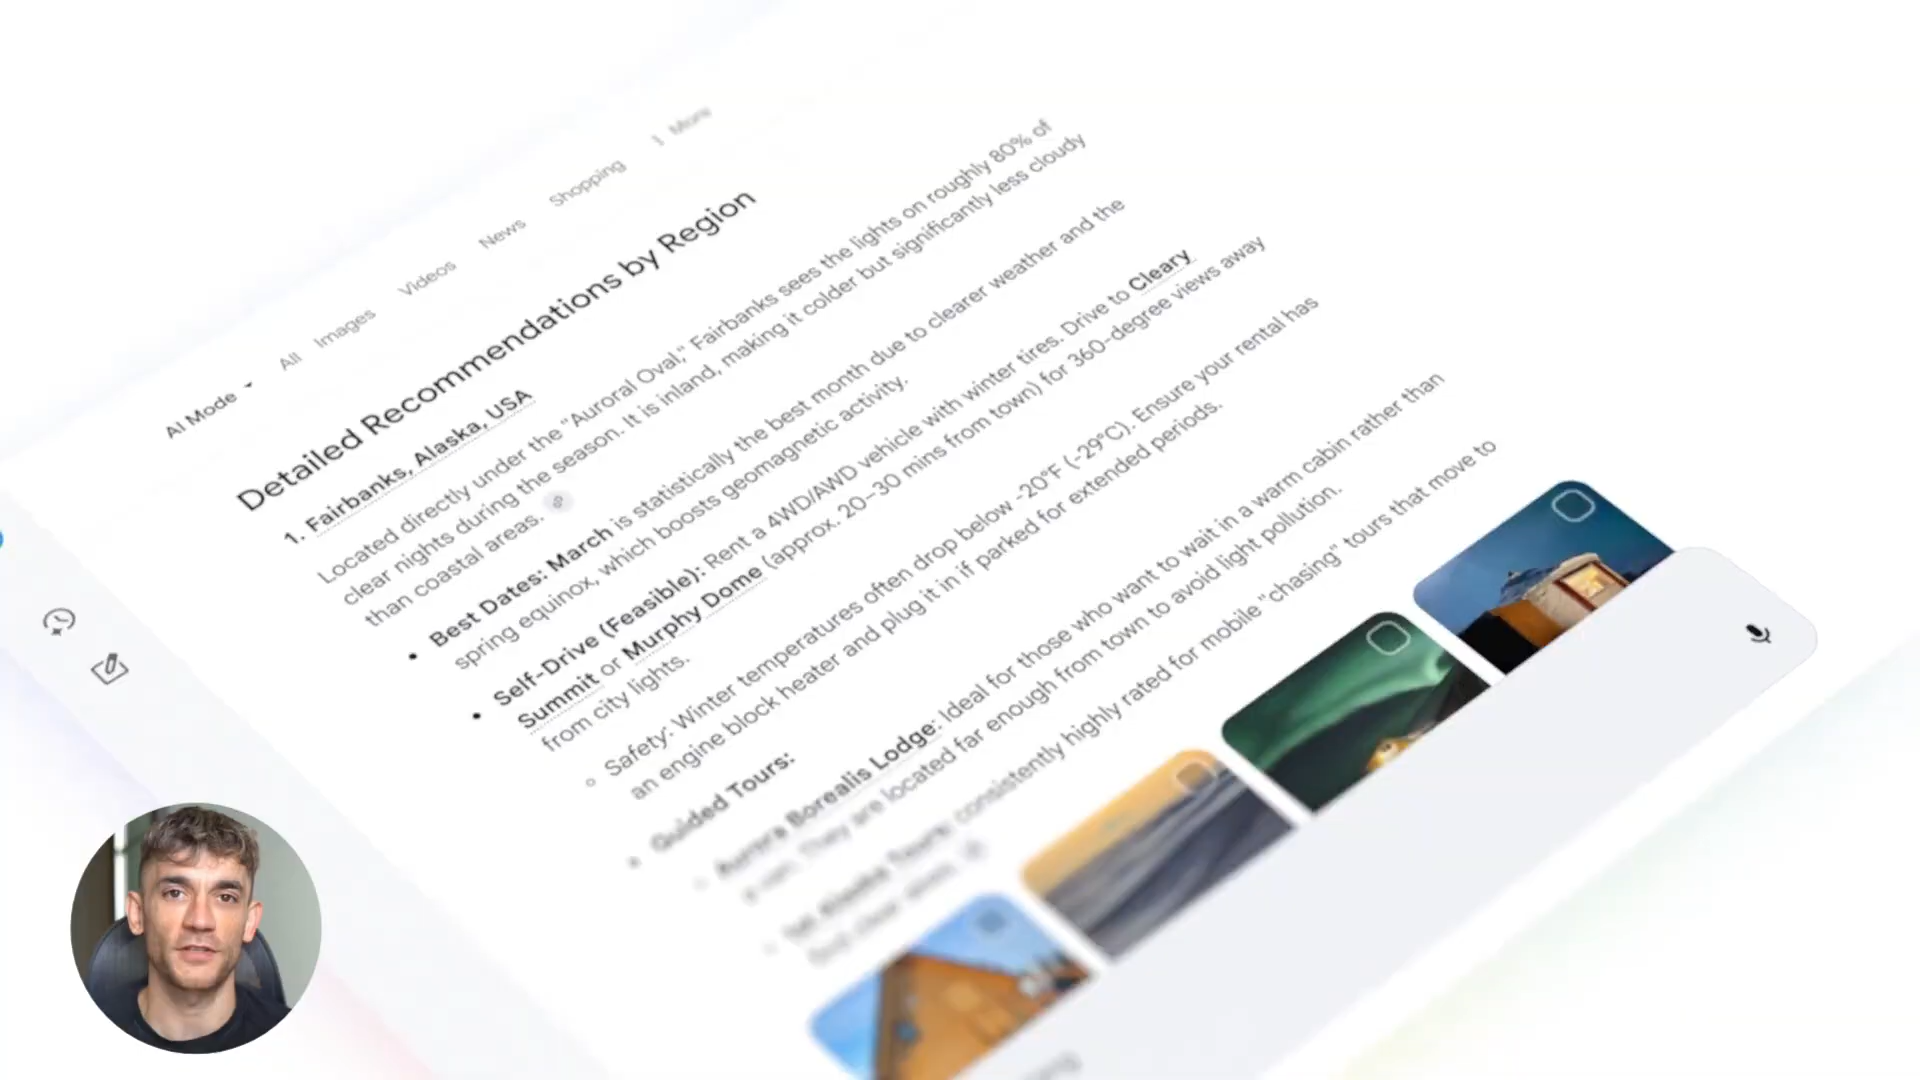 AI Mode All Images Videos News Shopping More
Detailed Recommendations by Region
1. Fairbanks, Alaska, USA
Located directly under the "Auroral Oval," Fairbanks sees the lights on roughly 80% of
clear nights during the season. It is inland, making it colder but significantly less cloudy
than coastal areas.
• Best Dates: March is statistically the best month due to clearer weather and the
spring equinox, which boosts geomagnetic activity.
• Self-Drive (Feasible): Rent a 4WD/AWD vehicle with winter tires. Drive to Cleary
Summit or Murphy Dome (approx. 20–30 mins from town) for 360-degree views away
from city lights.
◦ Safety: Winter temperatures often drop below -20°F (-29°C). Ensure your rental has
an engine block heater and plug it in if parked for extended periods.
• Guided Tours:
◦ Aurora Borealis Lodge: Ideal for those who want to wait in a warm cabin rather than
a van. They are located far enough from town to avoid light pollution.
◦ 1st Alaska Tours: consistently highly rated for mobile "chasing" tours that move to
find clear skies.